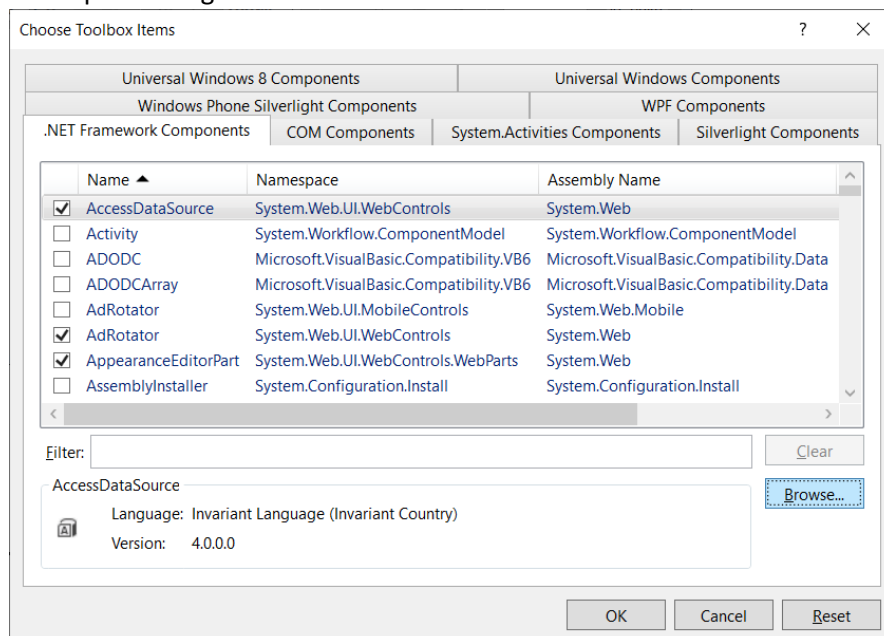 Choose Toolbox Items ? ×
Universal Windows 8 Components Universal Windows Components
Windows Phone Silverlight Components WPF Components
.NET Framework Components COM Components System.Activities Components Silverlight Components
Name Namespace Assembly Name
AccessDataSource System.Web.UI.WebControls System.Web
Activity System.Workflow.ComponentModel System.Workflow.ComponentModel
ADODC Microsoft.VisualBasic.Compatibility.VB6 Microsoft.VisualBasic.Compatibility.Data
ADODCArray Microsoft.VisualBasic.Compatibility.VB6 Microsoft.VisualBasic.Compatibility.Data
AdRotator System.Web.UI.MobileControls System.Web.Mobile
AdRotator System.Web.UI.WebControls System.Web
AppearanceEditorPart System.Web.UI.WebControls.WebParts System.Web
AssemblyInstaller System.Configuration.Install System.Configuration.Install
Filter: Clear
AccessDataSource Browse...
Language: Invariant Language (Invariant Country)
A
Version: 4.0.0.0
OK Cancel Reset